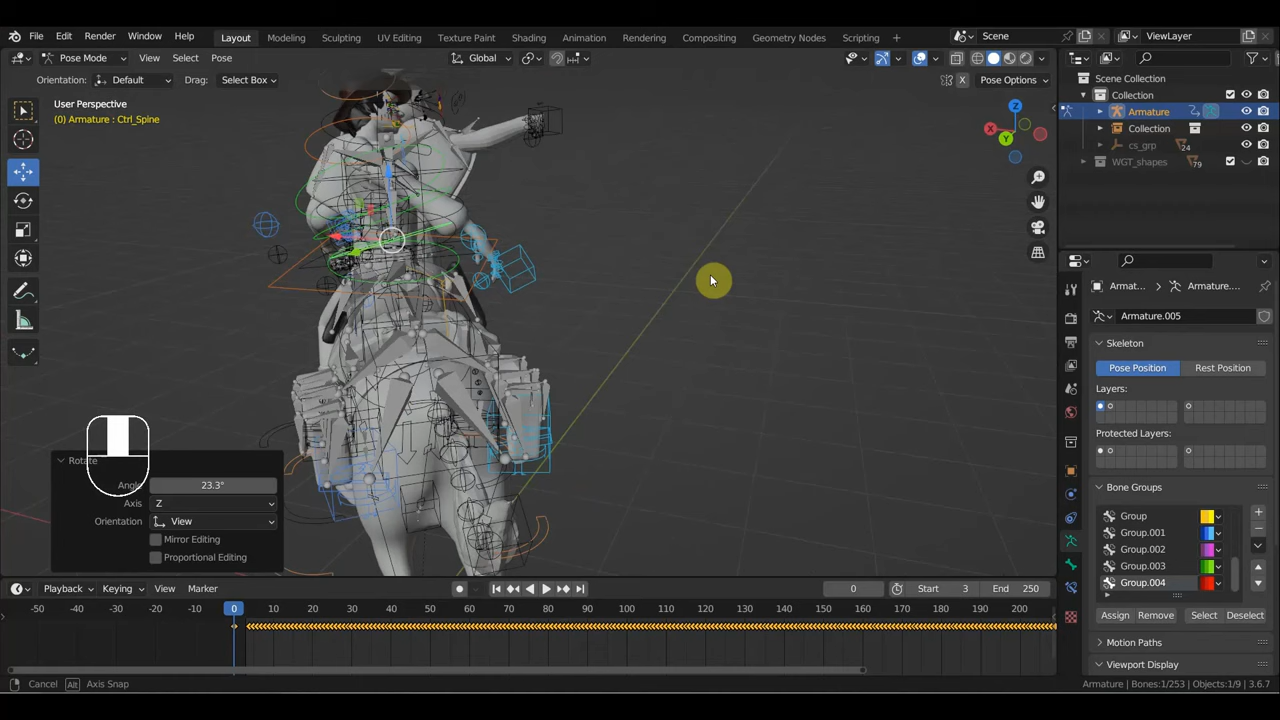 File Edit Render Window Help Layout Modeling Sculpting UV Editing Texture Paint Shading Animation Rendering Compositing Geometry Nodes Scripting Scene ViewLayer
Pose Mode View Select Pose Global
Orientation: Default Drag: Select Box X Pose Options
User Perspective
(0) Armature : Ctrl_Spine
Z
X
Y
Scene Collection
Collection
Armature
Collection
cs_grp 24
WGT_shapes 79
Armat... Armature....
Armature.005
Skeleton
Pose Position Rest Position
Layers:
Protected Layers:
Bone Groups
Group
Group.001
Group.002
Group.003
Group.004
Assign Remove Select Deselect
Motion Paths
Viewport Display
Rotate
Angle 23.3°
Axis Z
Orientation View
Mirror Editing
Proportional Editing
Playback Keying View Marker 0 Start 3 End 250
-50 -40 -30 -20 -10 0 10 20 30 40 50 60 70 80 90 100 110 120 130 140 150 160 170 180 190 200
Cancel Alt Axis Snap Armature | Bones:1/253 | Objects:1/9 | 3.6.7